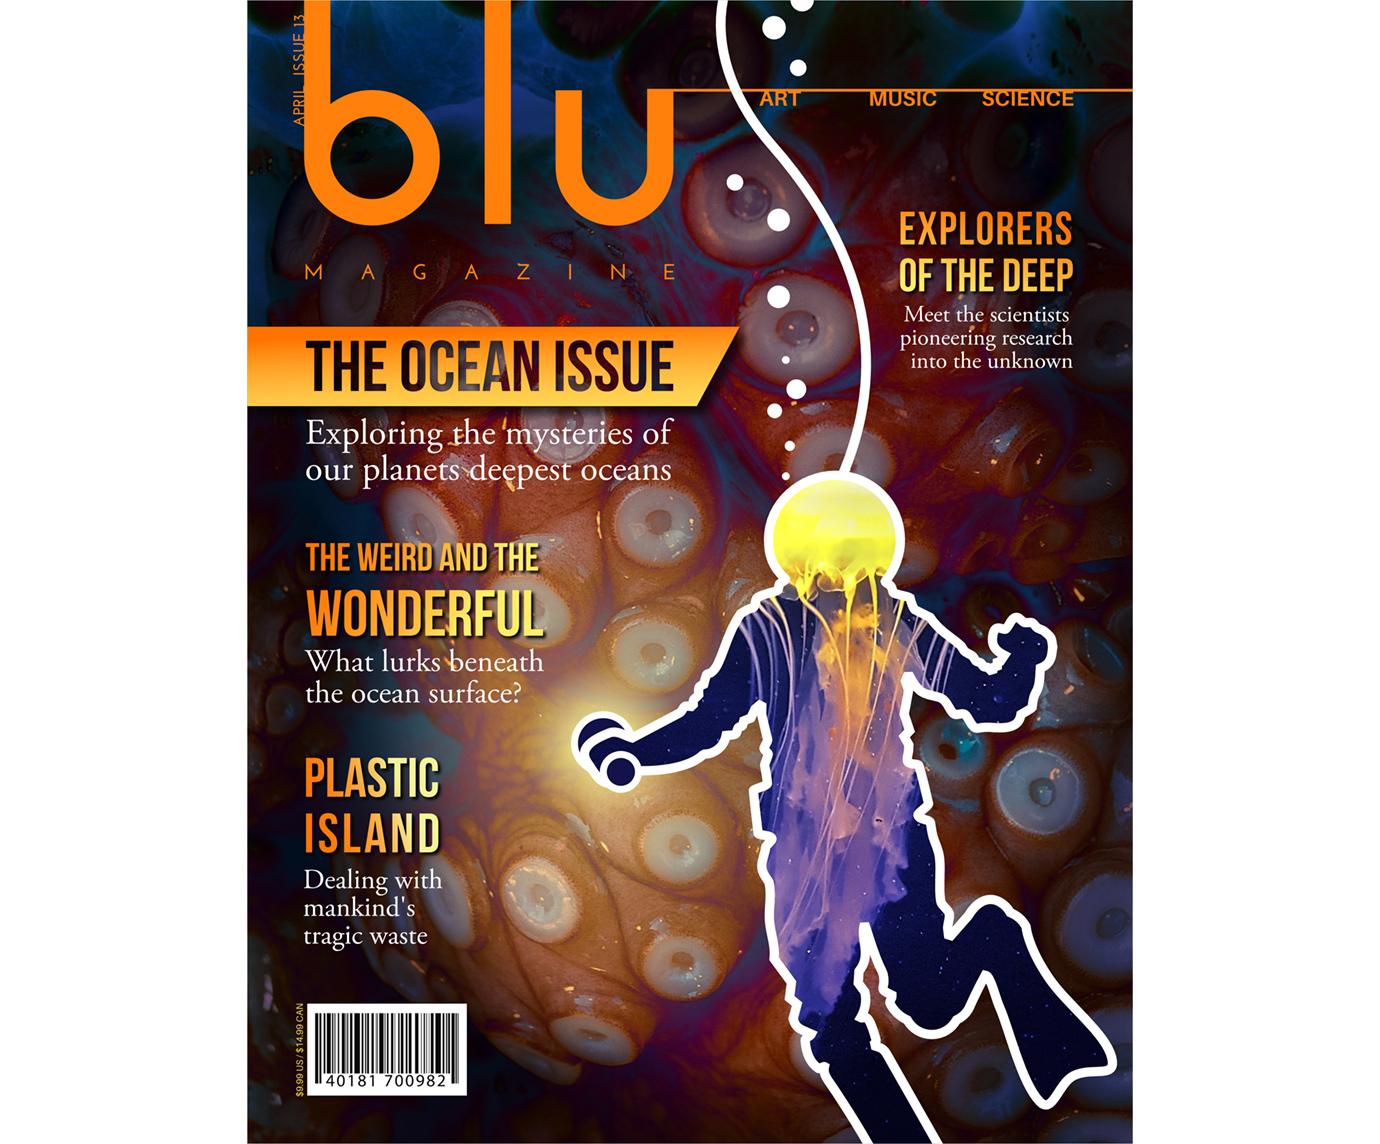 APRIL ISSUE 13
blu
MAGAZINE
ART MUSIC SCIENCE
EXPLORERS
OF THE DEEP
Meet the scientists
pioneering research
into the unknown
THE OCEAN ISSUE
Exploring the mysteries of
our planets deepest oceans
THE WEIRD AND THE
WONDERFUL
What lurks beneath
the ocean surface?
PLASTIC
ISLAND
Dealing with
mankind's
tragic waste
$9.99 US / $14.99 CAN
40181 700982